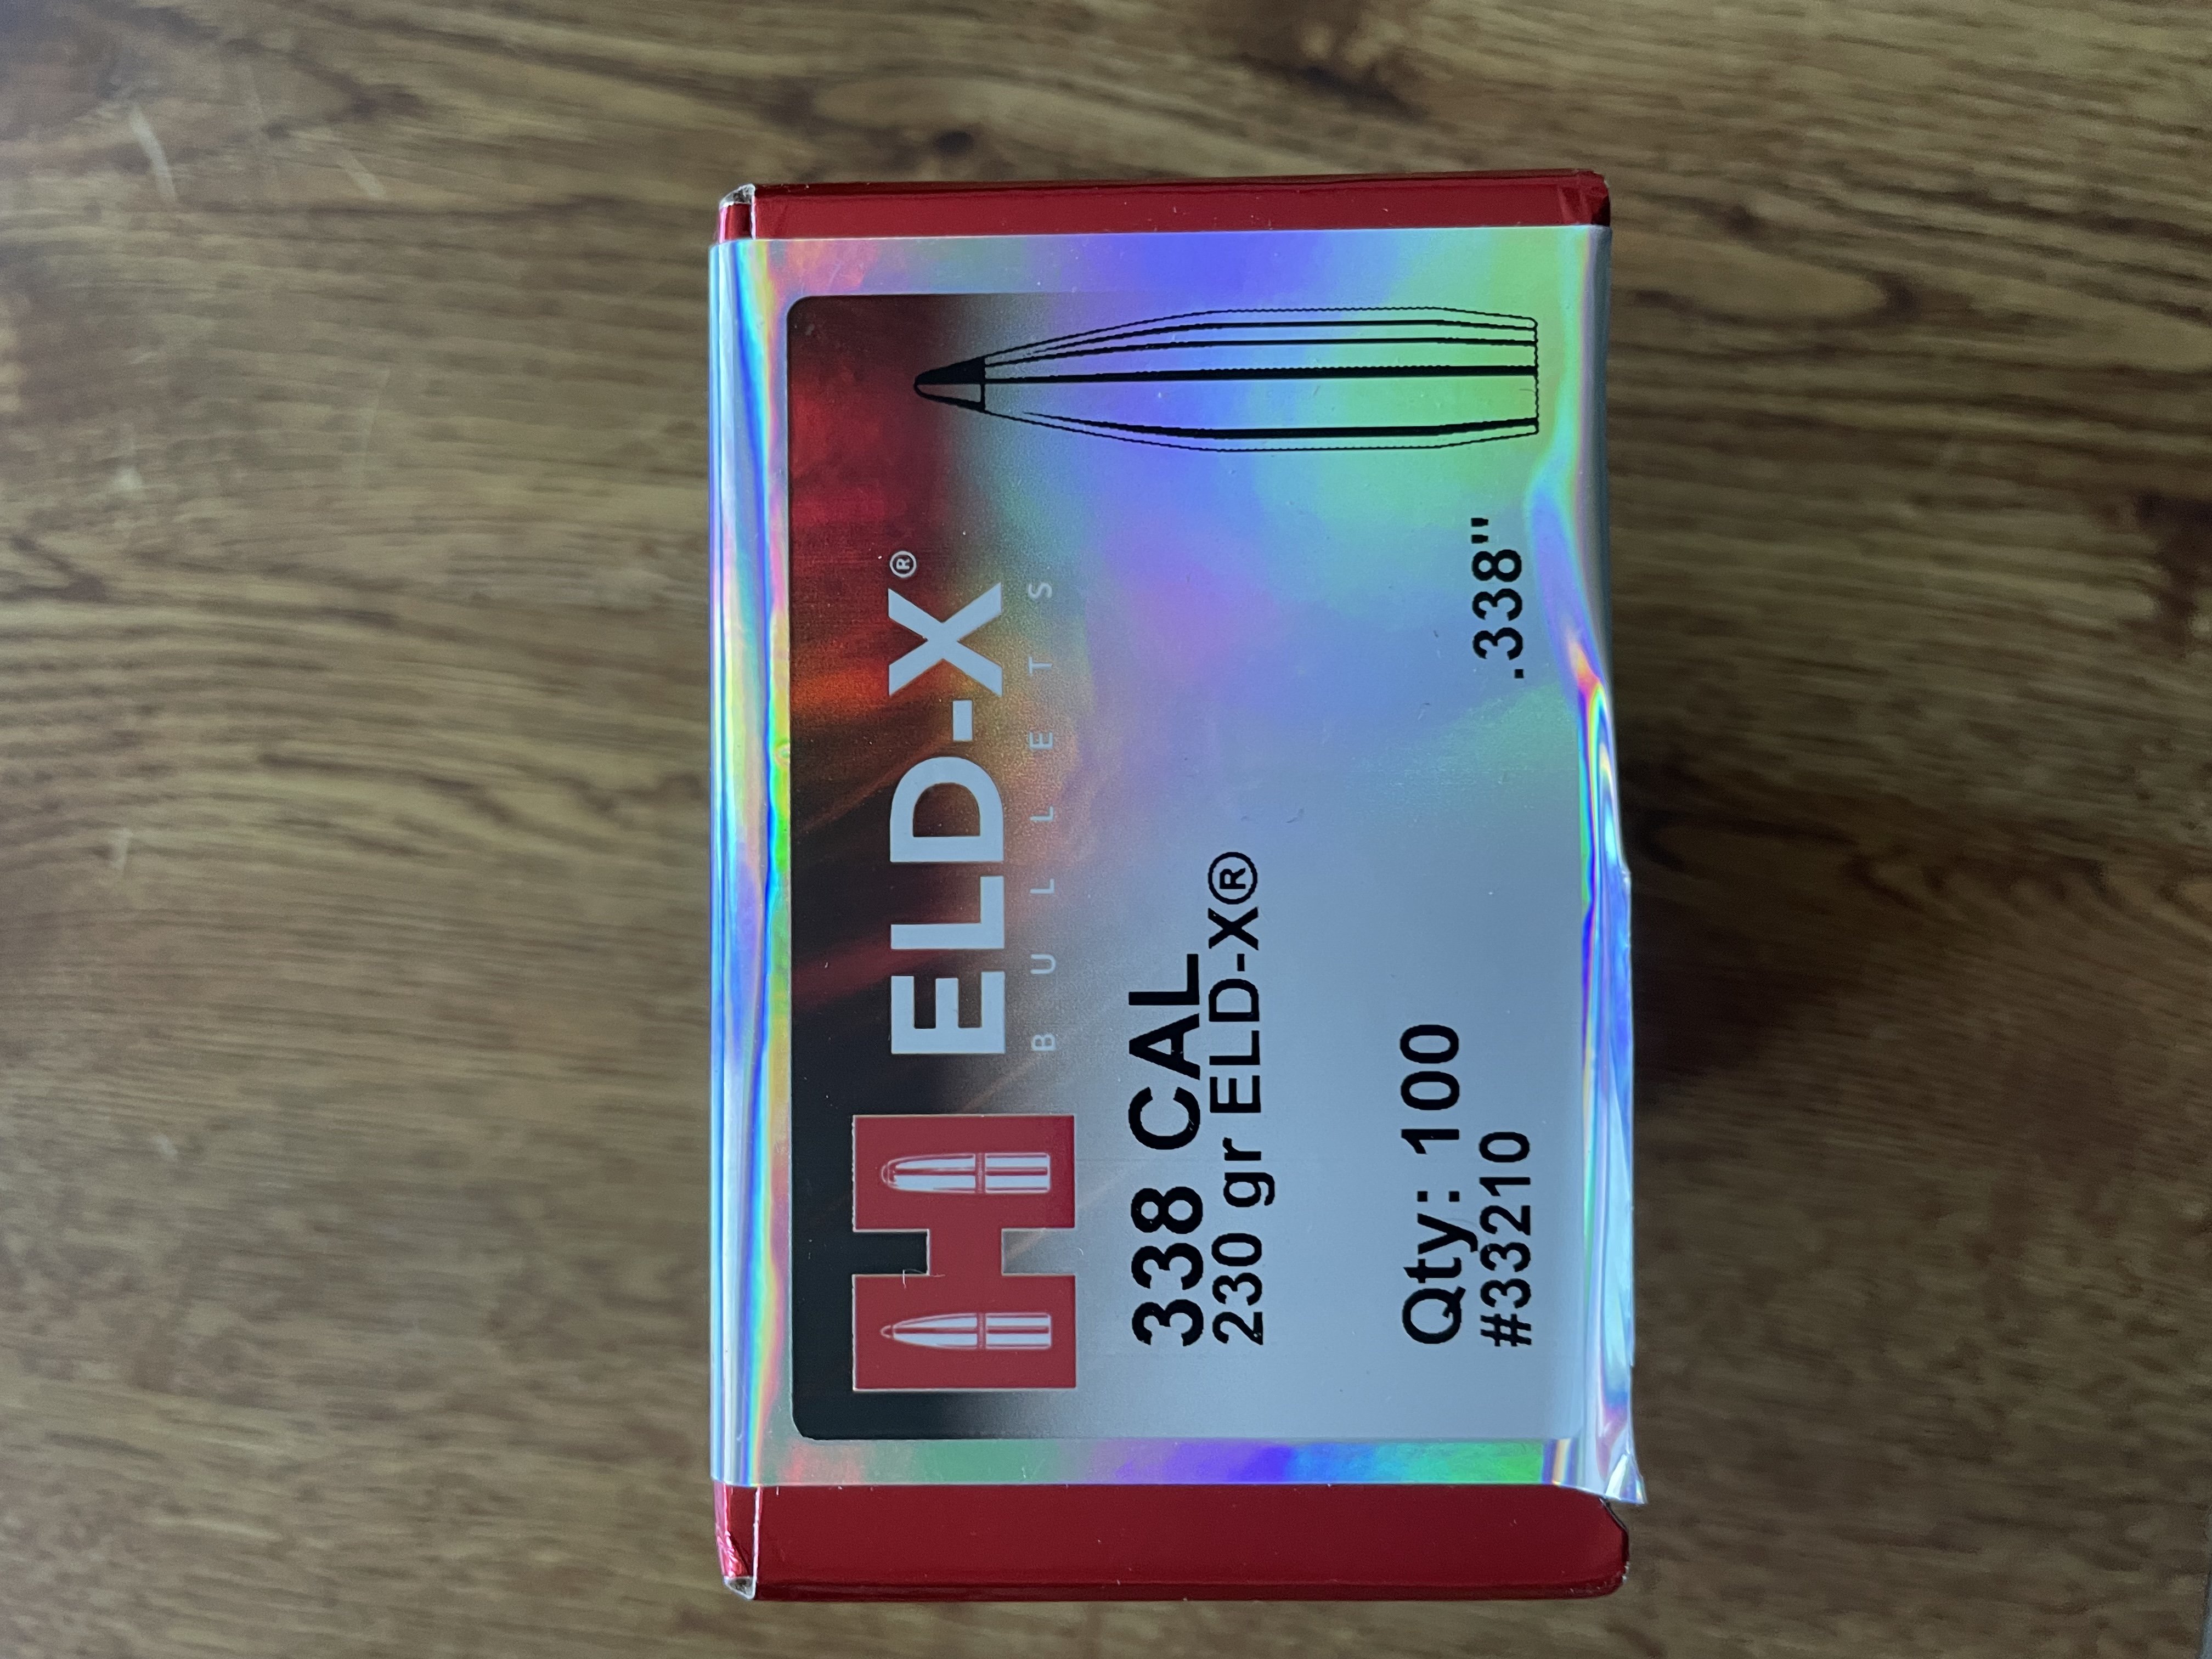 H ELD-X®
BULLETS
338 CAL
230 gr ELD-X®
Qty: 100
#33210
.338"